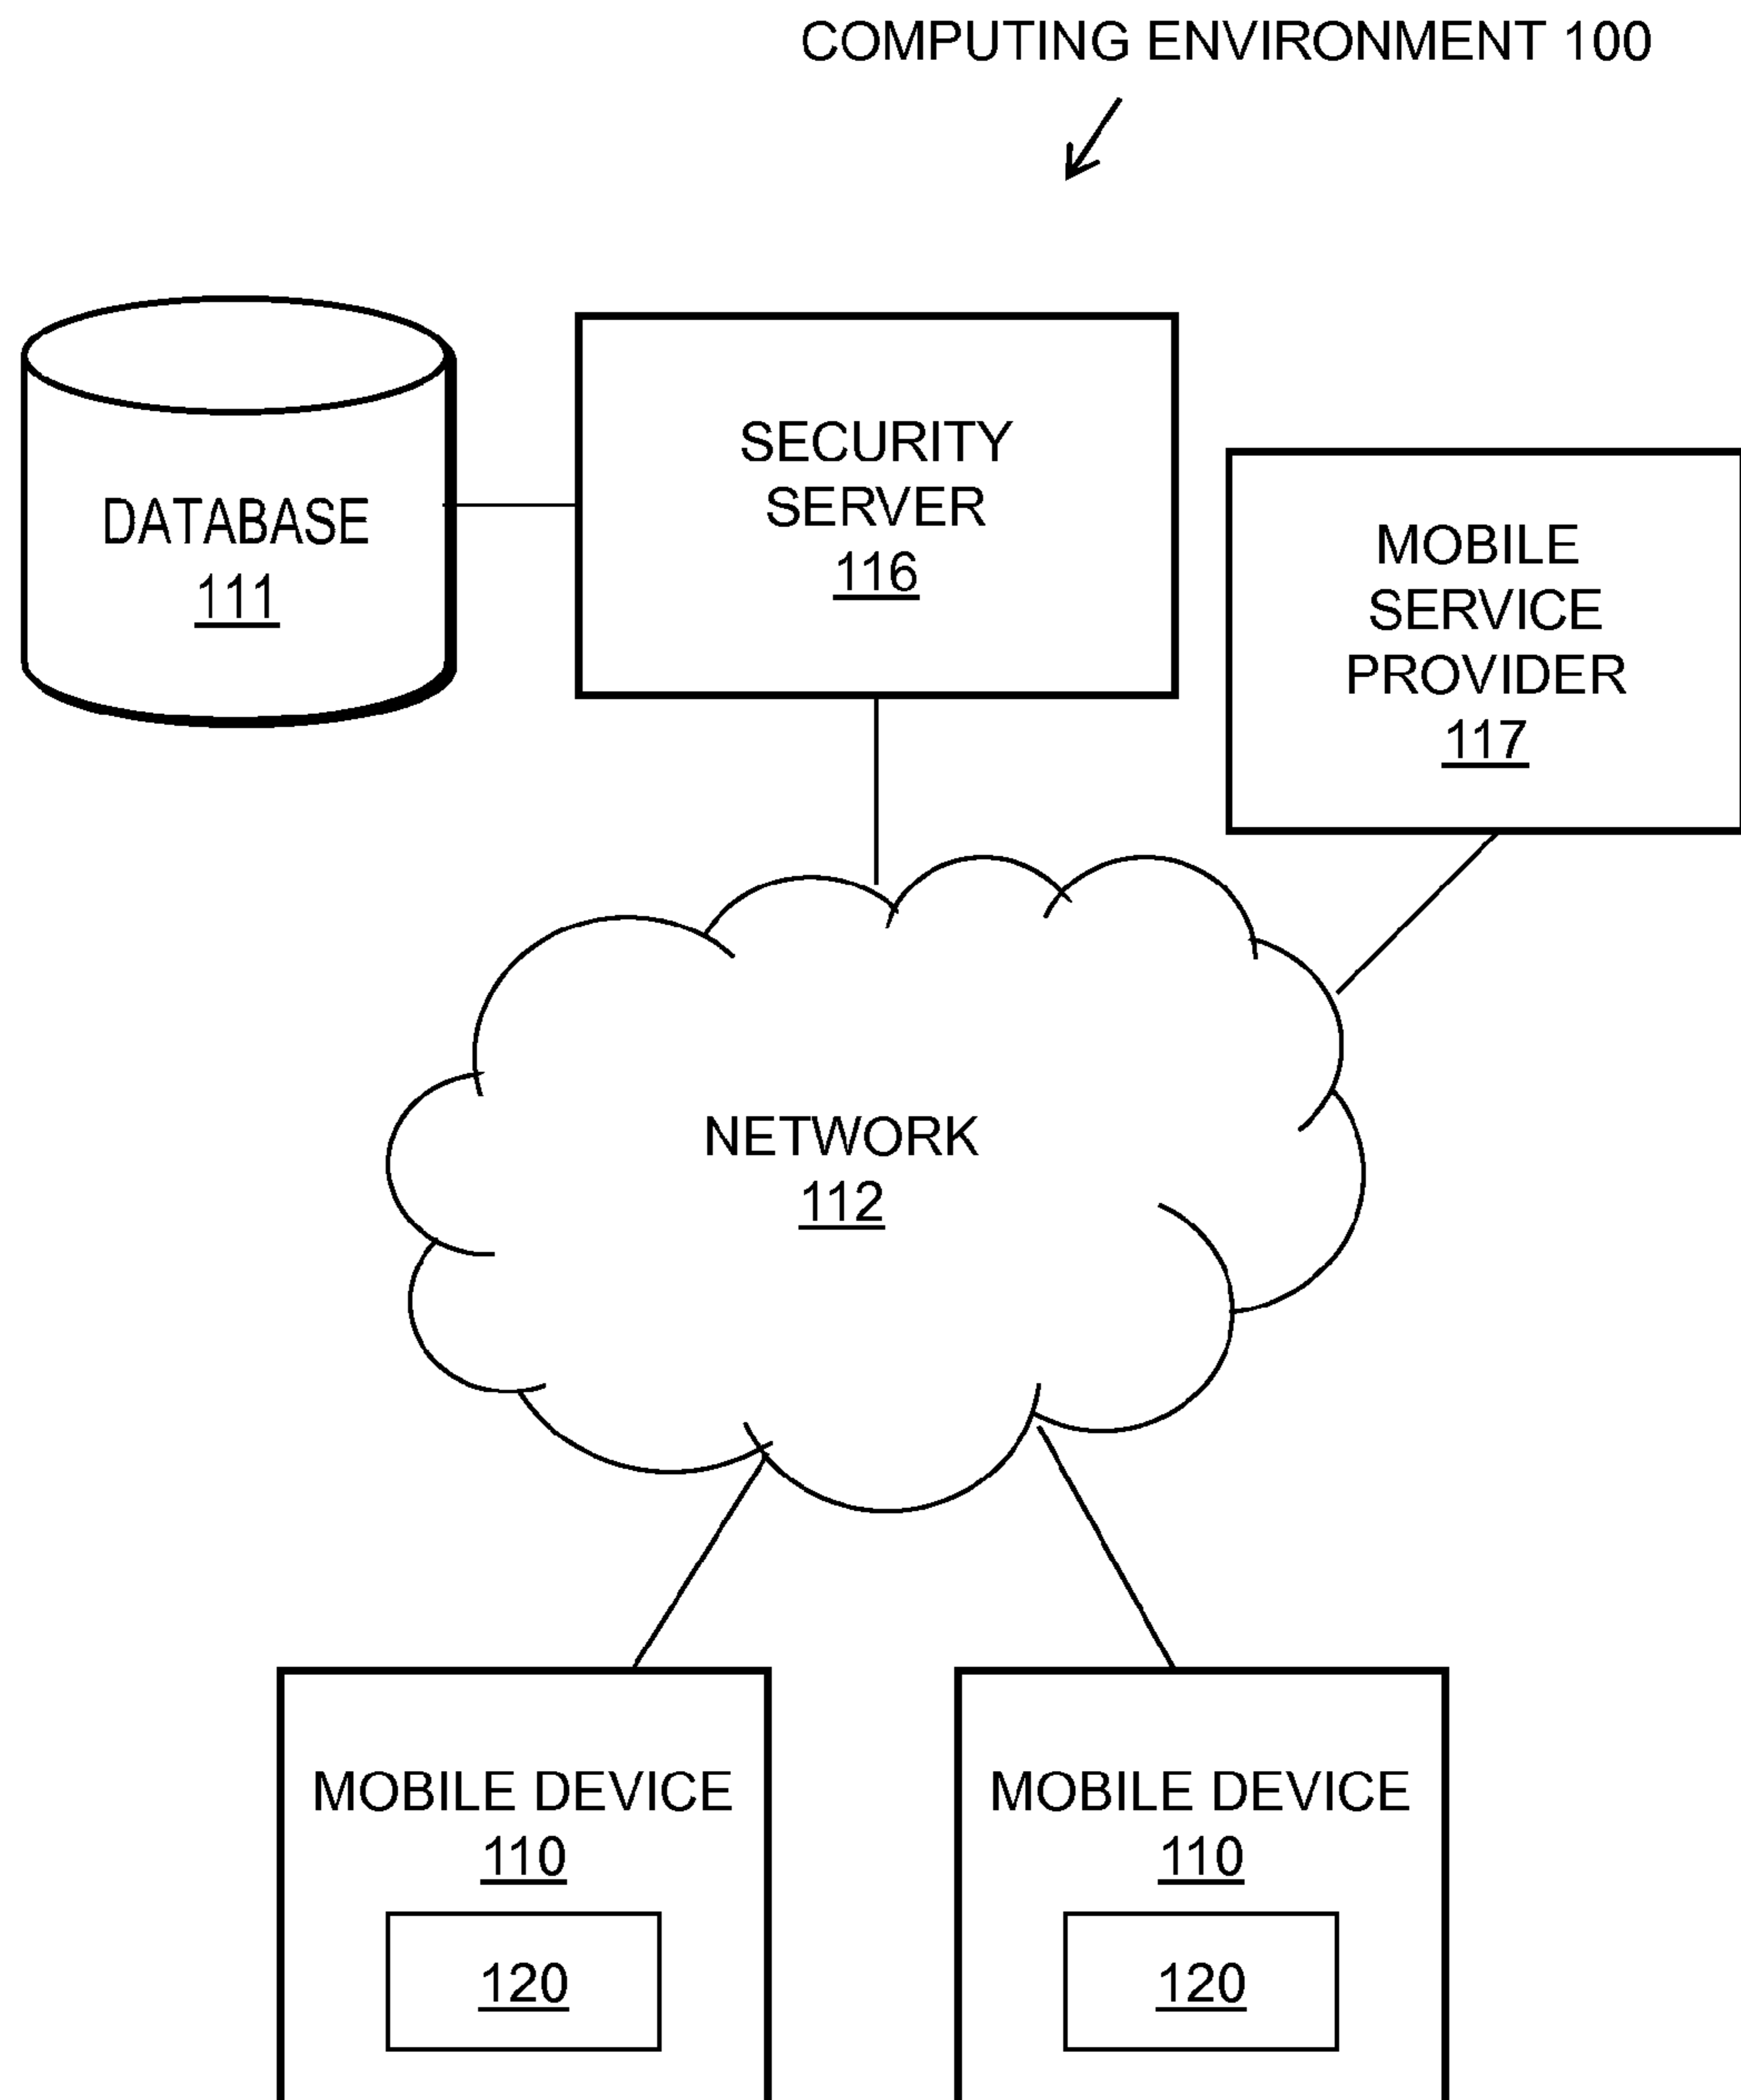 COMPUTING ENVIRONMENT 100
DATABASE
111
SECURITY
SERVER
116
MOBILE
SERVICE
PROVIDER
117
NETWORK
112
MOBILE DEVICE
110
120
MOBILE DEVICE
110
120